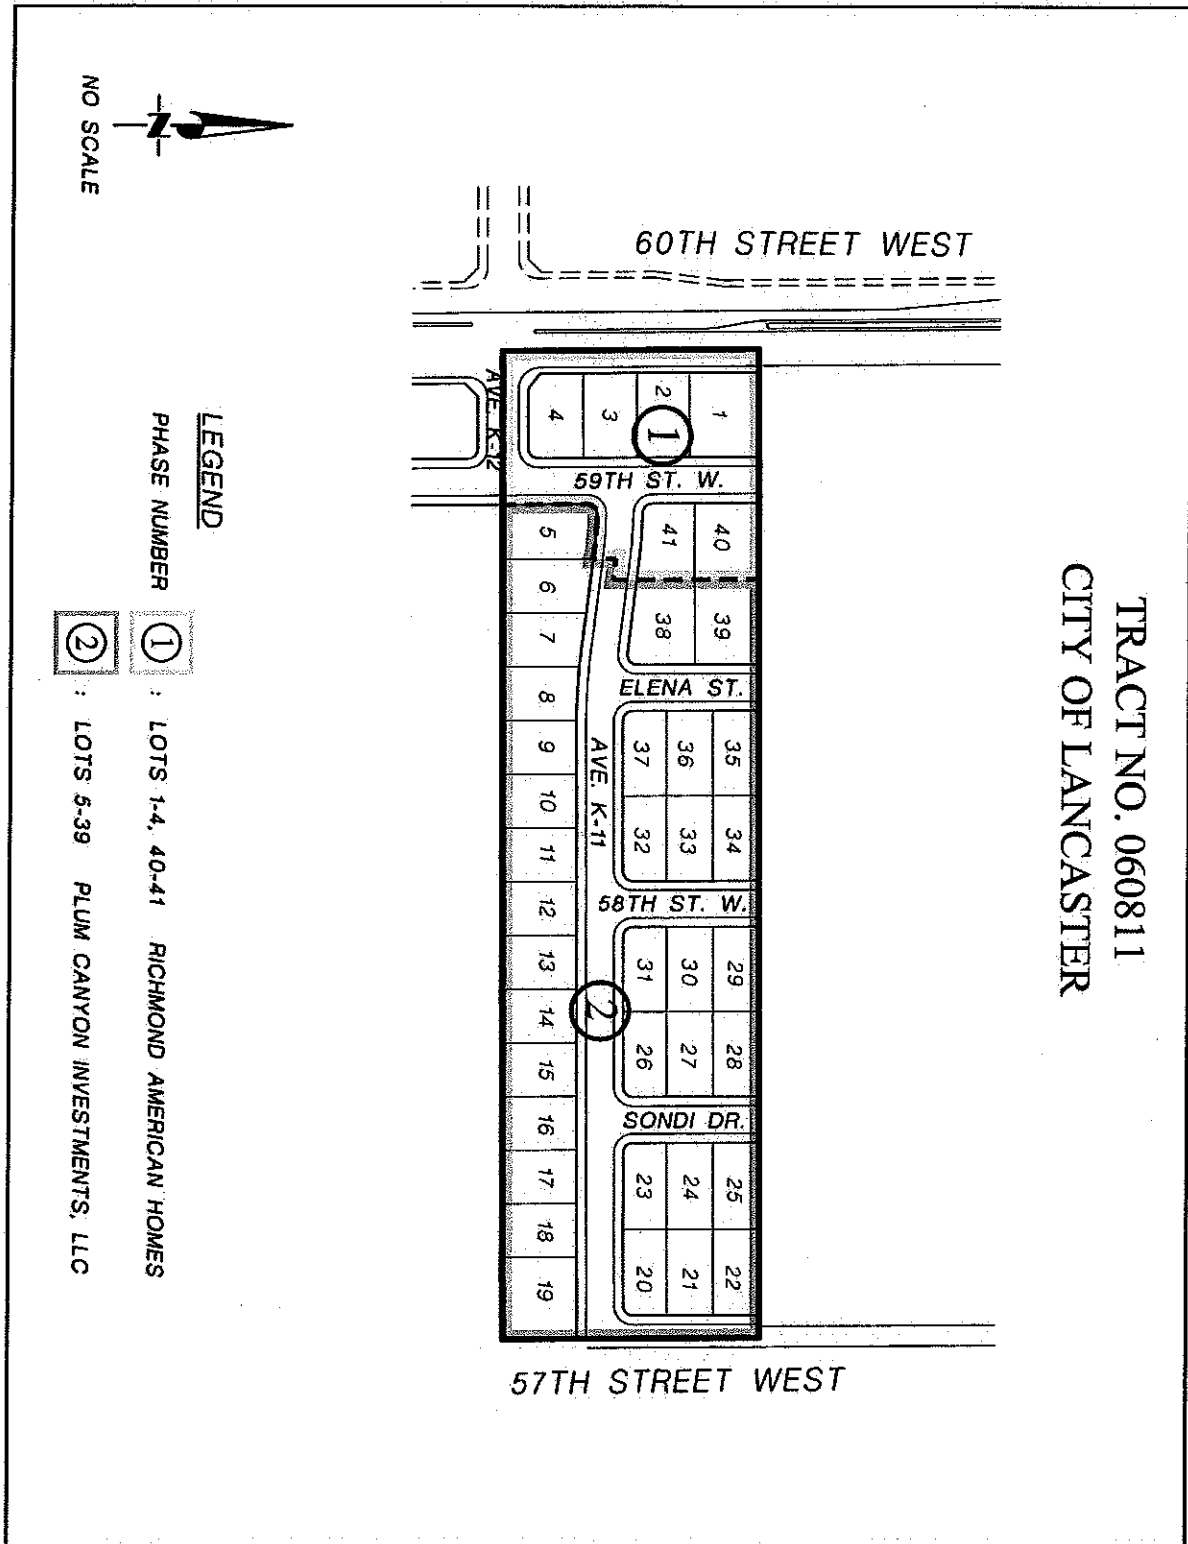 TRACT NO. 060811
CITY OF LANCASTER
60TH STREET WEST
AVE. K-12
1
2
3
4
1
59TH ST. W.
40
41
5
6
7
8
9
10
11
12
13
14
15
16
17
18
19
39
38
ELENA ST.
35
36
37
34
33
32
AVE. K-11
58TH ST. W.
29
30
31
28
27
26
2
SONDI DR.
25
24
23
22
21
20
57TH STREET WEST
N
NO SCALE
LEGEND
PHASE NUMBER 1 : LOTS 1-4, 40-41 RICHMOND AMERICAN HOMES
2 : LOTS 5-39 PLUM CANYON INVESTMENTS, LLC